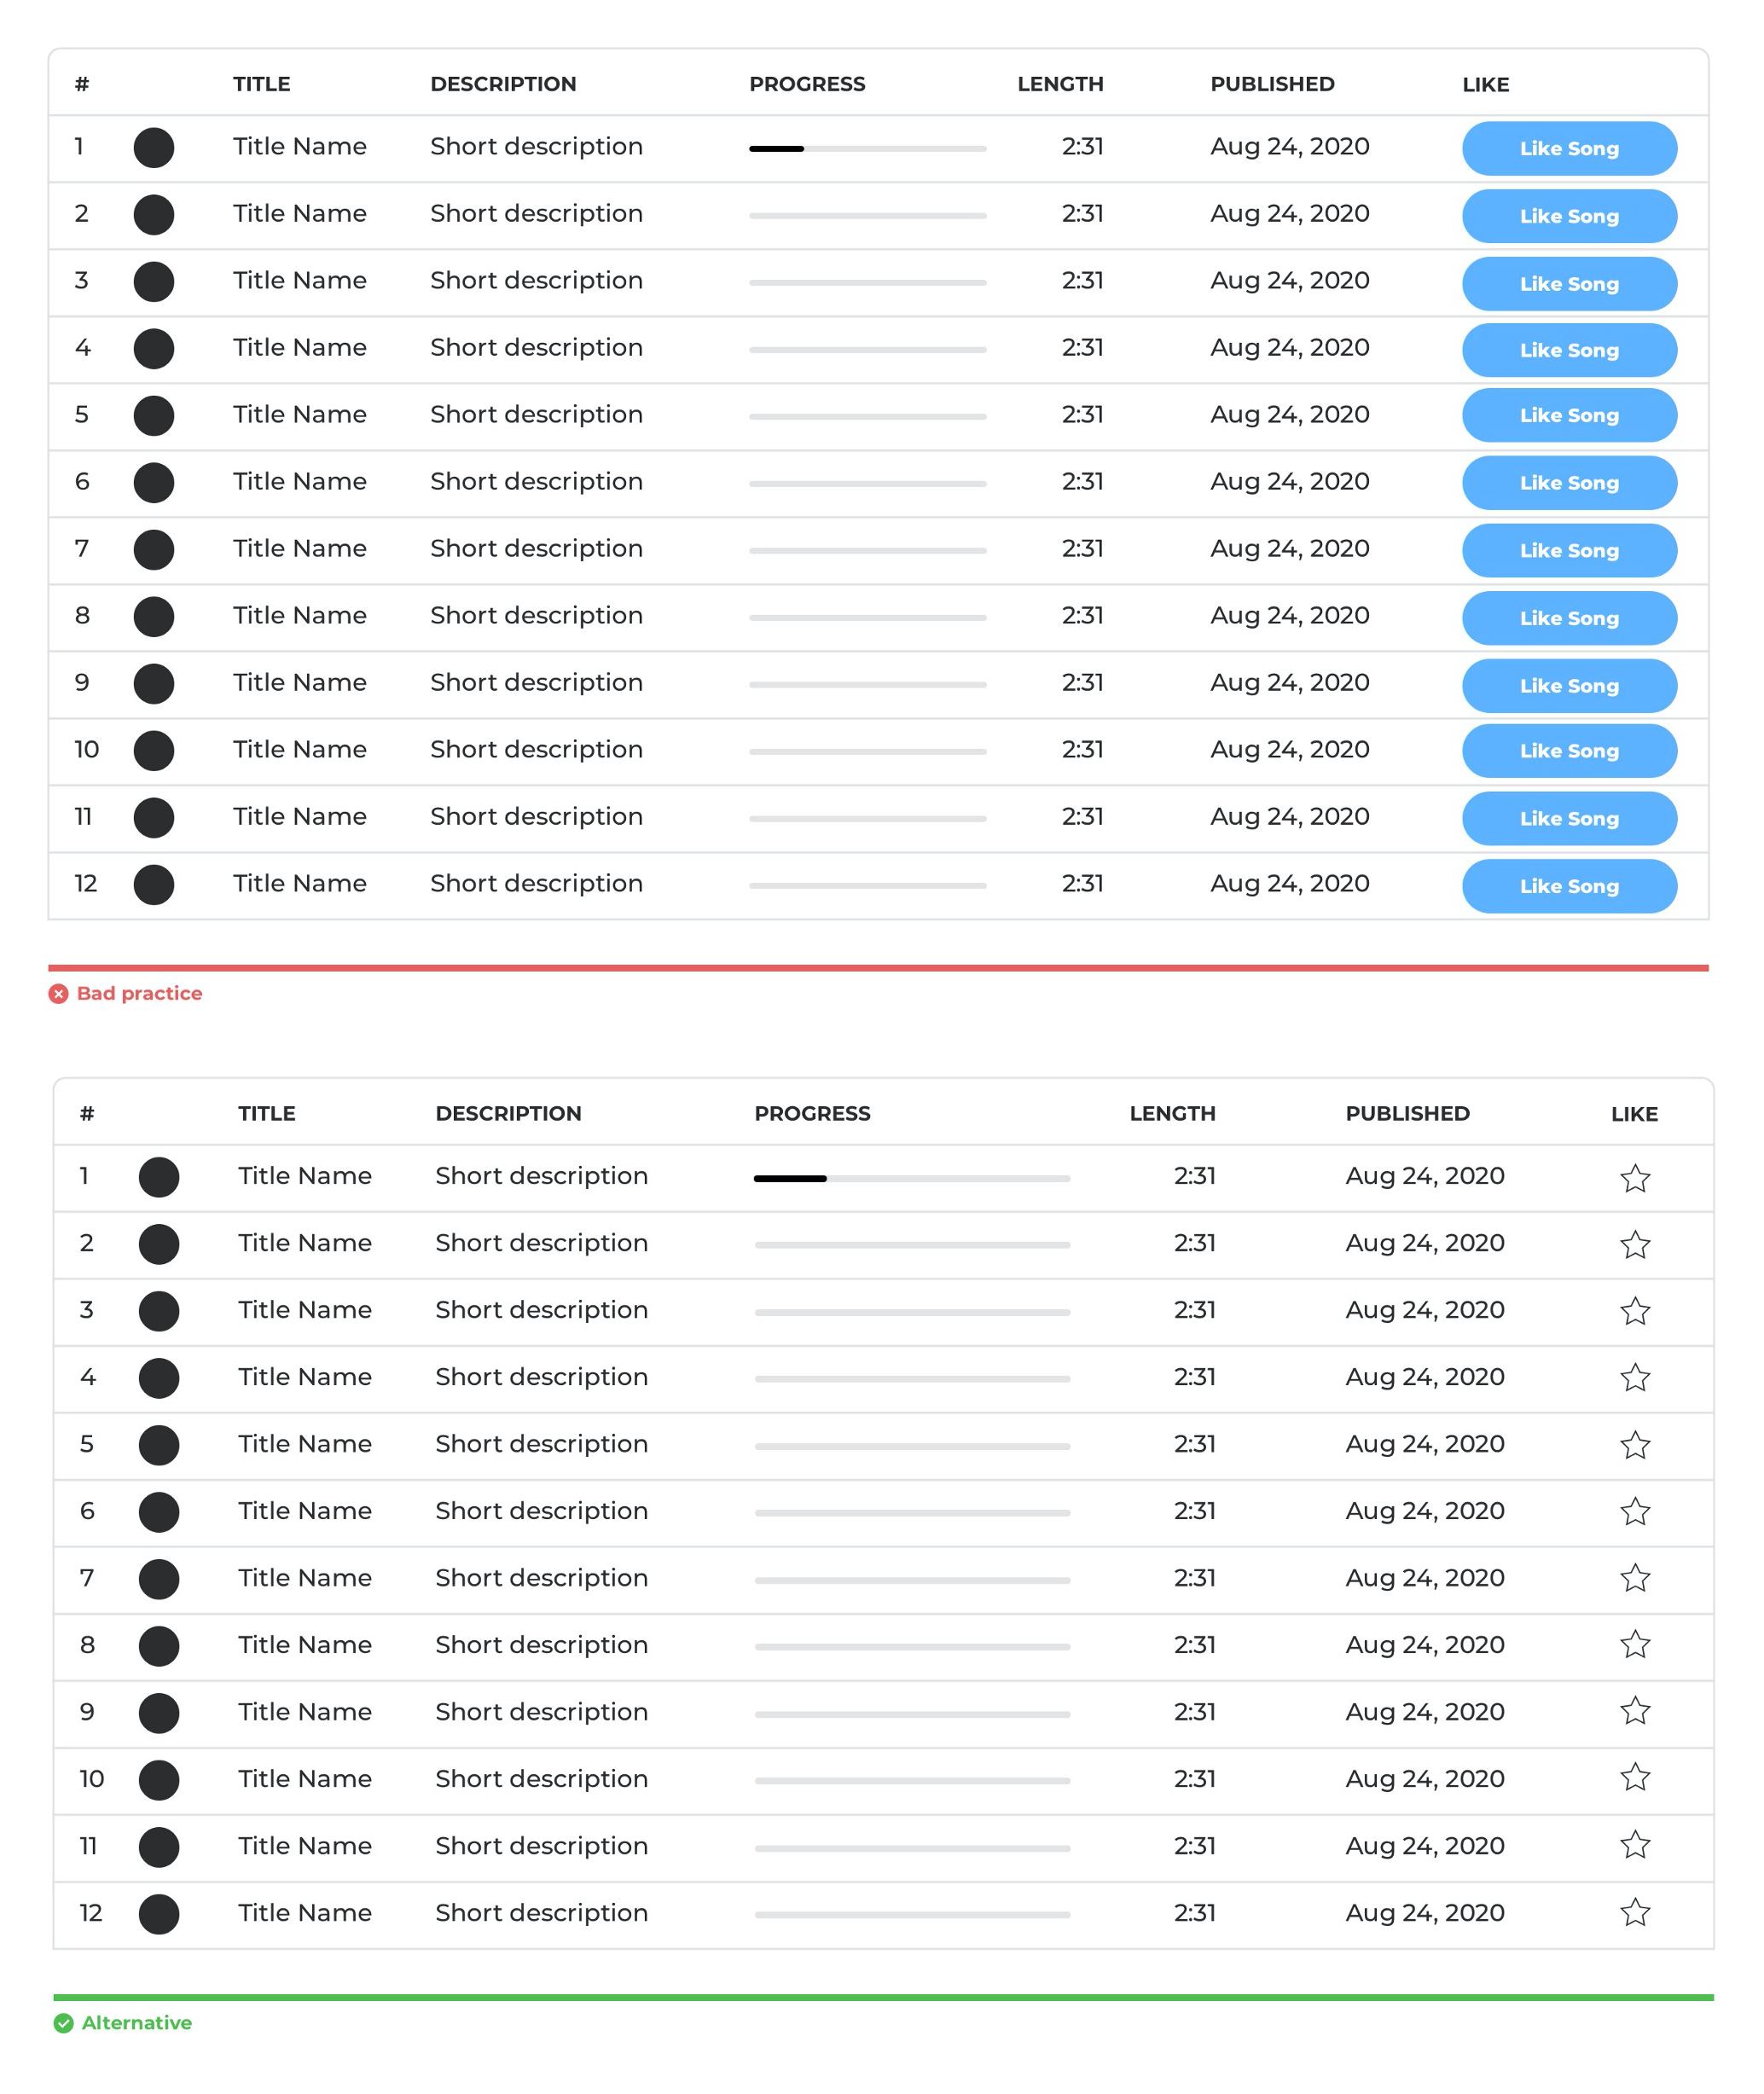 # TITLE DESCRIPTION PROGRESS LENGTH PUBLISHED LIKE
1 Title Name Short description 2:31 Aug 24, 2020 Like Song
2 Title Name Short description 2:31 Aug 24, 2020 Like Song
3 Title Name Short description 2:31 Aug 24, 2020 Like Song
4 Title Name Short description 2:31 Aug 24, 2020 Like Song
5 Title Name Short description 2:31 Aug 24, 2020 Like Song
6 Title Name Short description 2:31 Aug 24, 2020 Like Song
7 Title Name Short description 2:31 Aug 24, 2020 Like Song
8 Title Name Short description 2:31 Aug 24, 2020 Like Song
9 Title Name Short description 2:31 Aug 24, 2020 Like Song
10 Title Name Short description 2:31 Aug 24, 2020 Like Song
11 Title Name Short description 2:31 Aug 24, 2020 Like Song
12 Title Name Short description 2:31 Aug 24, 2020 Like Song
Bad practice
# TITLE DESCRIPTION PROGRESS LENGTH PUBLISHED LIKE
1 Title Name Short description 2:31 Aug 24, 2020
2 Title Name Short description 2:31 Aug 24, 2020
3 Title Name Short description 2:31 Aug 24, 2020
4 Title Name Short description 2:31 Aug 24, 2020
5 Title Name Short description 2:31 Aug 24, 2020
6 Title Name Short description 2:31 Aug 24, 2020
7 Title Name Short description 2:31 Aug 24, 2020
8 Title Name Short description 2:31 Aug 24, 2020
9 Title Name Short description 2:31 Aug 24, 2020
10 Title Name Short description 2:31 Aug 24, 2020
11 Title Name Short description 2:31 Aug 24, 2020
12 Title Name Short description 2:31 Aug 24, 2020
Alternative